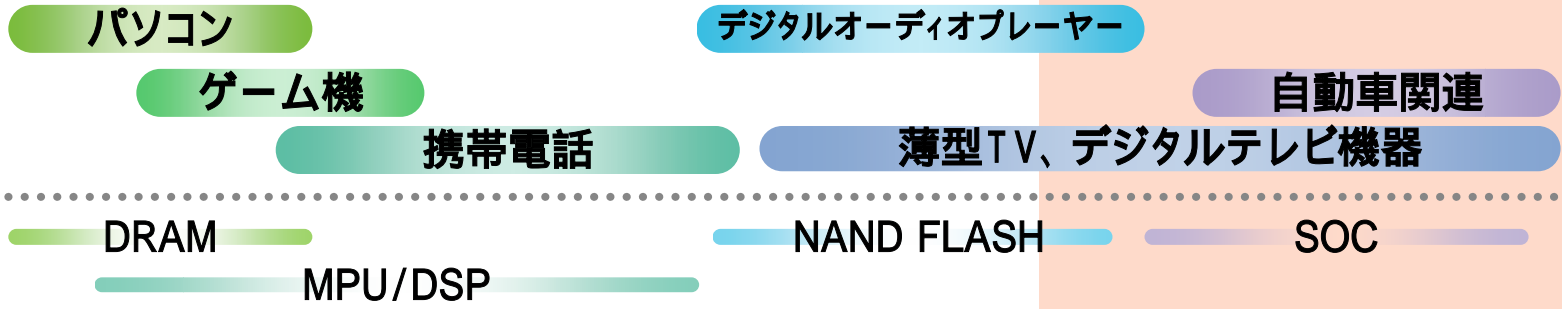 パソコン
デジタルオーディオプレーヤー
ゲーム機
自動車関連
携帯電話
薄型TV、デジタルテレビ機器
DRAM
NAND FLASH
SOC
MPU/DSP